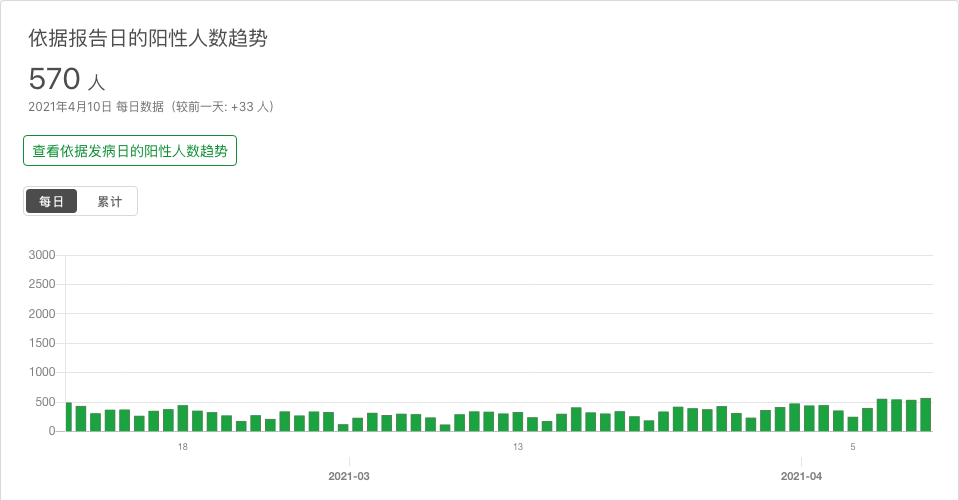 依据报告日的阳性人数趋势
570 人
2021年4月10日 每日数据（较前一天: +33 人）
查看依据发病日的阳性人数趋势
每日 累计
3000
2500
2000
1500
1000
500
0
18 13 5
2021-03 2021-04